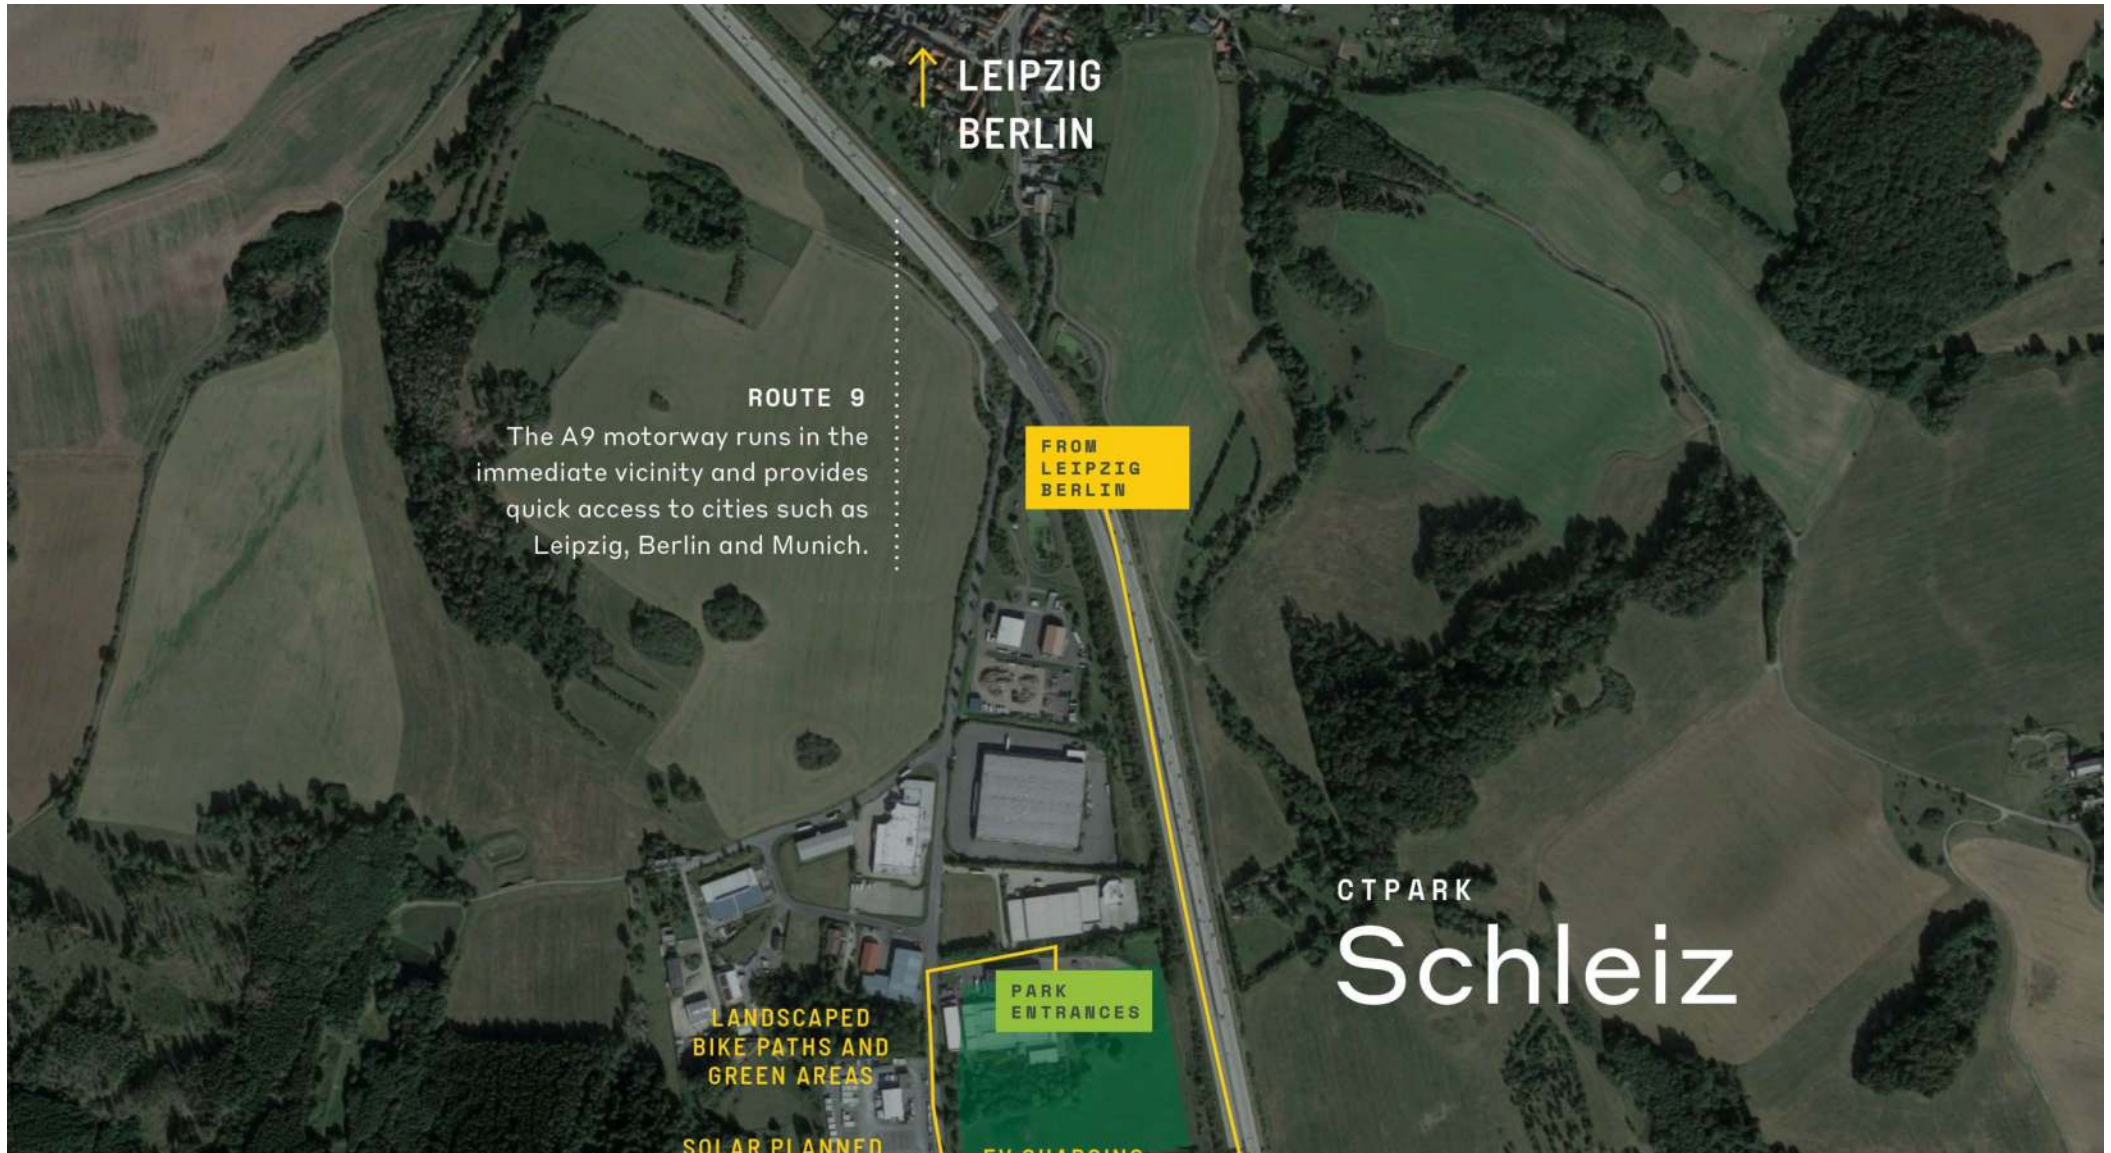 LEIPZIG
BERLIN
ROUTE 9
The A9 motorway runs in the
immediate vicinity and provides
quick access to cities such as
Leipzig, Berlin and Munich.
FROM
LEIPZIG
BERLIN
CTPARK
Schleiz
PARK
ENTRANCES
LANDSCAPED
BIKE PATHS AND
GREEN AREAS
SOLAR PLANNED
EV CHARGING